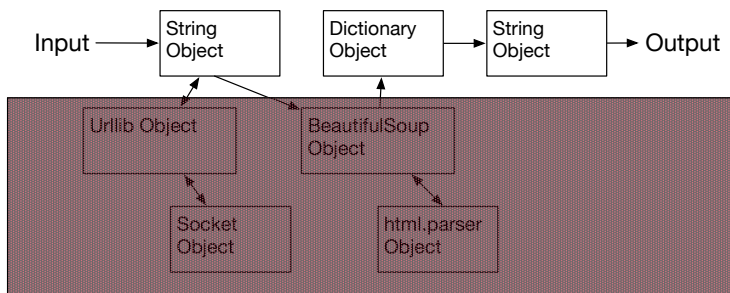 Input
String
Object
Dictionary
Object
String
Object
Output
Urllib Object
BeautifulSoup
Object
Socket
Object
html.parser
Object